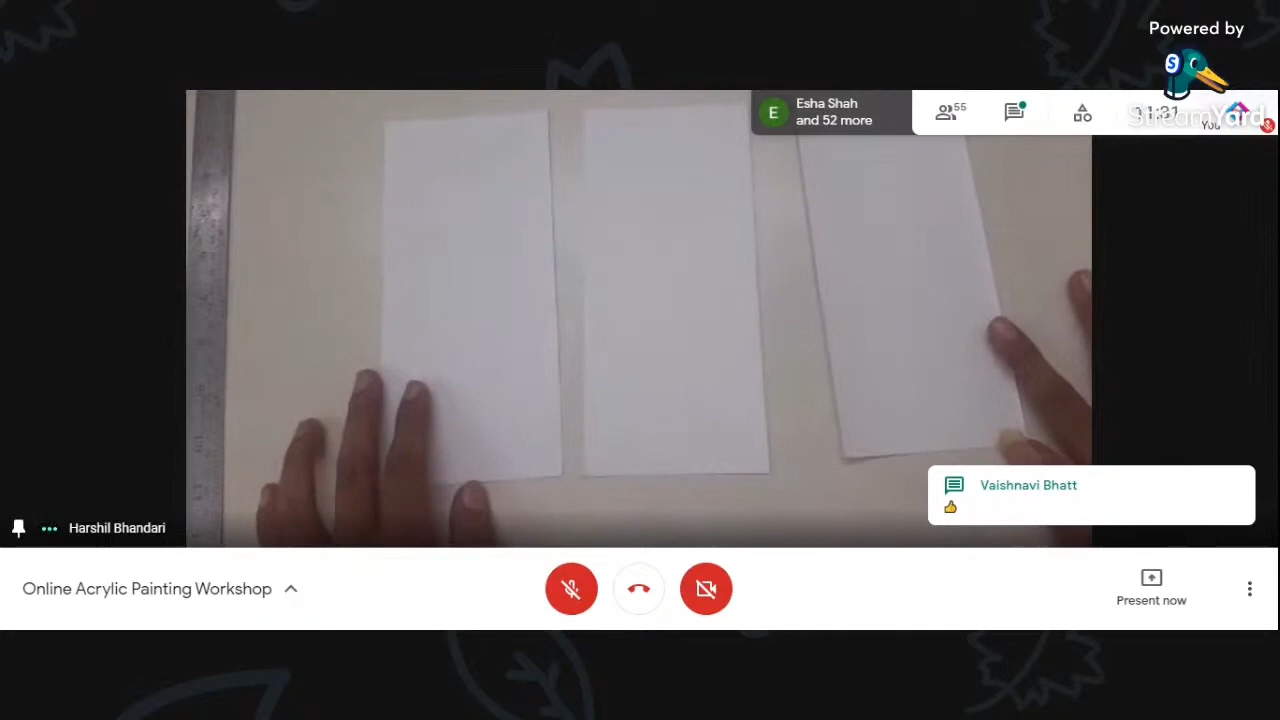 Powered by
StreamYard
S
E
Esha Shah
and 52 more
55
You
Vaishnavi Bhatt
👍
Harshil Bhandari
Online Acrylic Painting Workshop
Present now